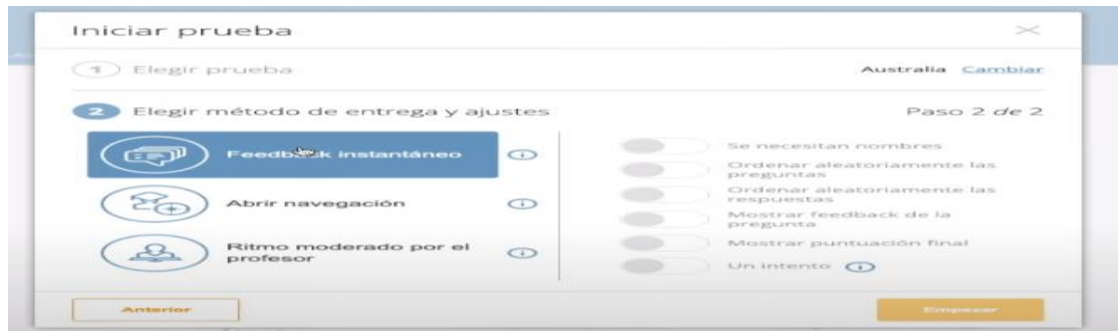 Iniciar prueba
1 Elegir prueba
Australia Cambiar
2 Elegir método de entrega y ajustes
Paso 2 de 2
Feedback instantáneo
Abrir navegación
Ritmo moderado por el
profesor
Se necesitan nombres
Ordenar aleatoriamente las
preguntas
Ordenar aleatoriamente las
respuestas
Mostrar feedback de la
pregunta
Mostrar puntuación final
Un intento
Anterior
Empezar